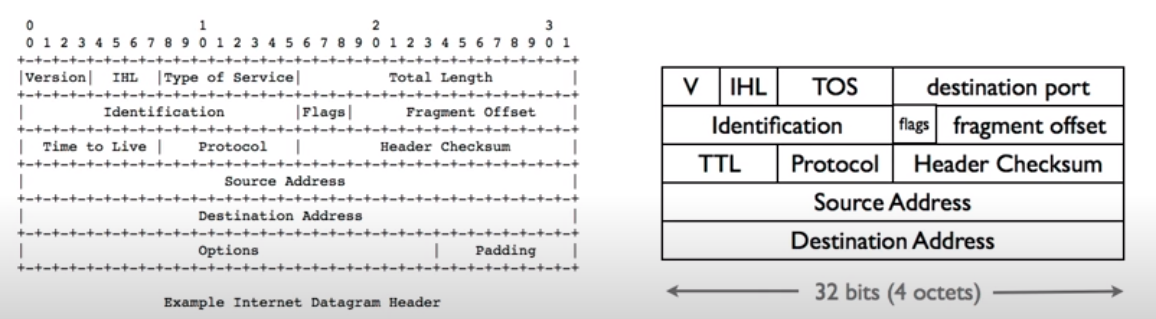 0                   1                   2                   3
0 1 2 3 4 5 6 7 8 9 0 1 2 3 4 5 6 7 8 9 0 1 2 3 4 5 6 7 8 9 0 1
+-+-+-+-+-+-+-+-+-+-+-+-+-+-+-+-+-+-+-+-+-+-+-+-+-+-+-+-+-+-+-+-+
|Version| IHL |Type of Service| Total Length |
+-+-+-+-+-+-+-+-+-+-+-+-+-+-+-+-+-+-+-+-+-+-+-+-+-+-+-+-+-+-+-+-+
| Identification |Flags| Fragment Offset |
+-+-+-+-+-+-+-+-+-+-+-+-+-+-+-+-+-+-+-+-+-+-+-+-+-+-+-+-+-+-+-+-+
| Time to Live | Protocol | Header Checksum |
+-+-+-+-+-+-+-+-+-+-+-+-+-+-+-+-+-+-+-+-+-+-+-+-+-+-+-+-+-+-+-+-+
| Source Address |
+-+-+-+-+-+-+-+-+-+-+-+-+-+-+-+-+-+-+-+-+-+-+-+-+-+-+-+-+-+-+-+-+
| Destination Address |
+-+-+-+-+-+-+-+-+-+-+-+-+-+-+-+-+-+-+-+-+-+-+-+-+-+-+-+-+-+-+-+-+
| Options | Padding |
+-+-+-+-+-+-+-+-+-+-+-+-+-+-+-+-+-+-+-+-+-+-+-+-+-+-+-+-+-+-+-+-+
Example Internet Datagram Header
V IHL TOS destination port
Identification flags fragment offset
TTL Protocol Header Checksum
Source Address
Destination Address
32 bits (4 octets)